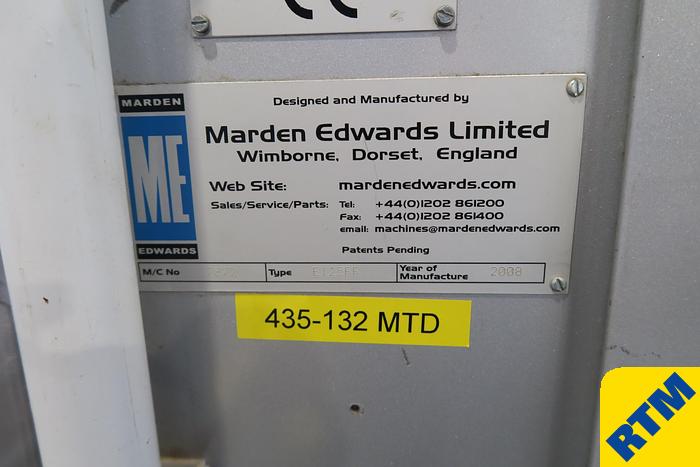 CE
MARDEN
ME
EDWARDS
Designed and Manufactured by
Marden Edwards Limited
Wimborne, Dorset, England
Web Site: mardenedwards.com
Sales/Service/Parts: Tel: +44(0)1202 861200
Fax: +44(0)1202 861400
email: machines@mardenedwards.com
Patents Pending
M/C No Type Year of Manufacture 2008
435-132 MTD
RTM